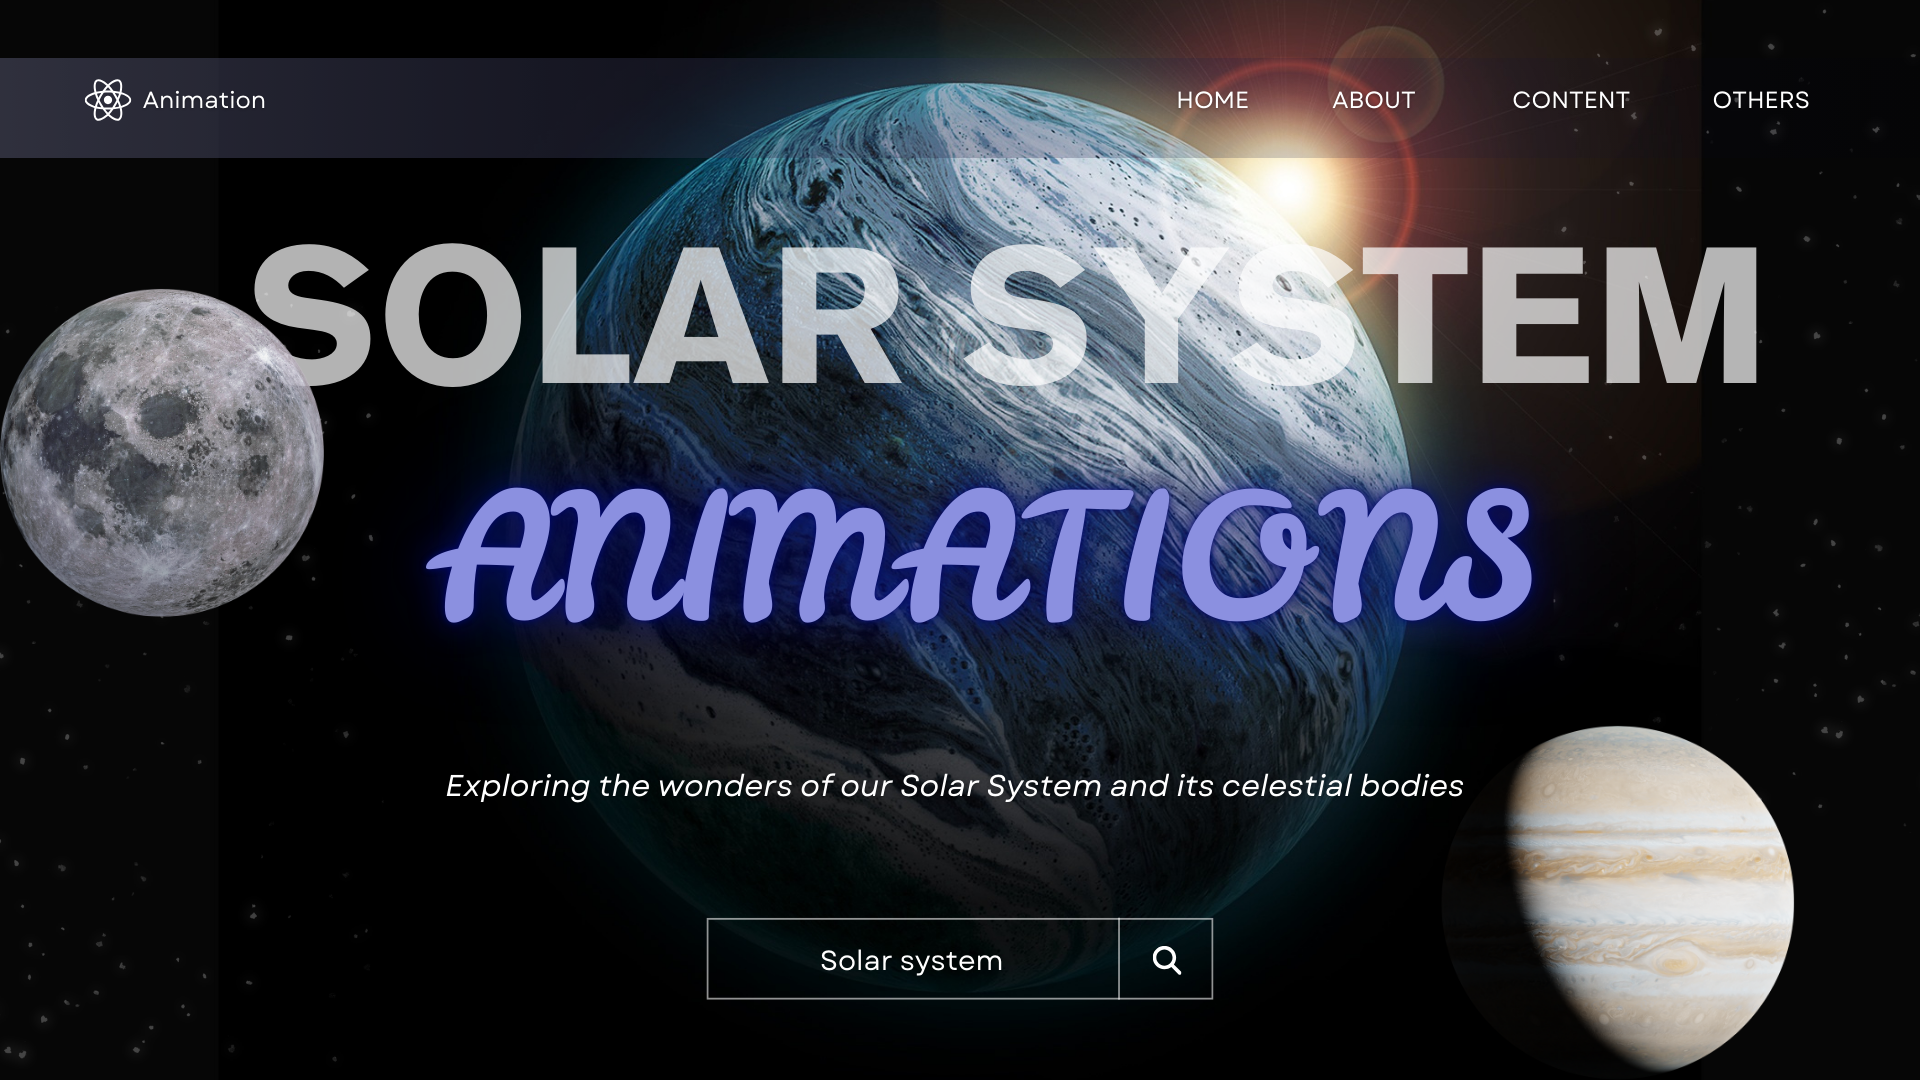 Animation
HOME ABOUT CONTENT OTHERS
SOLAR SYSTEM
ANIMATIONS
Exploring the wonders of our Solar System and its celestial bodies
Solar system